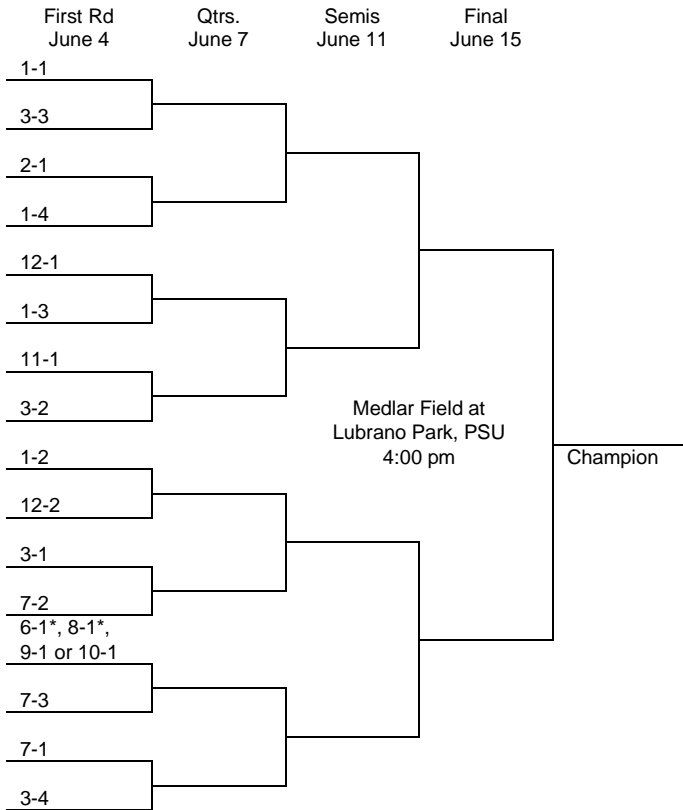 First Rd Qtrs. Semis Final
June 4 June 7 June 11 June 15
1-1
3-3
2-1
1-4
12-1
1-3
11-1
3-2
Medlar Field at
Lubrano Park, PSU
4:00 pm
Champion
1-2
12-2
3-1
7-2
6-1*, 8-1*,
9-1 or 10-1
7-3
7-1
3-4